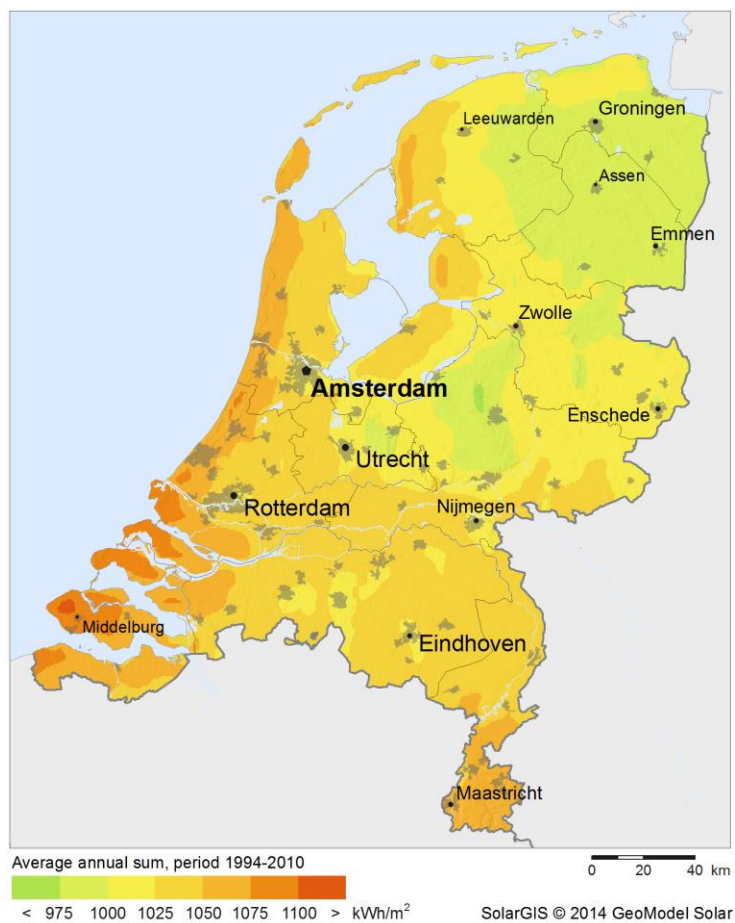 Leeuwarden
Groningen
Assen
Emmen
Zwolle
Amsterdam
Enschede
Utrecht
Rotterdam
Nijmegen
Middelburg
Eindhoven
Maastricht
Average annual sum, period 1994-2010
0 20 40 km
< 975 1000 1025 1050 1075 1100 > kWh/m²
SolarGIS © 2014 GeoModel Solar